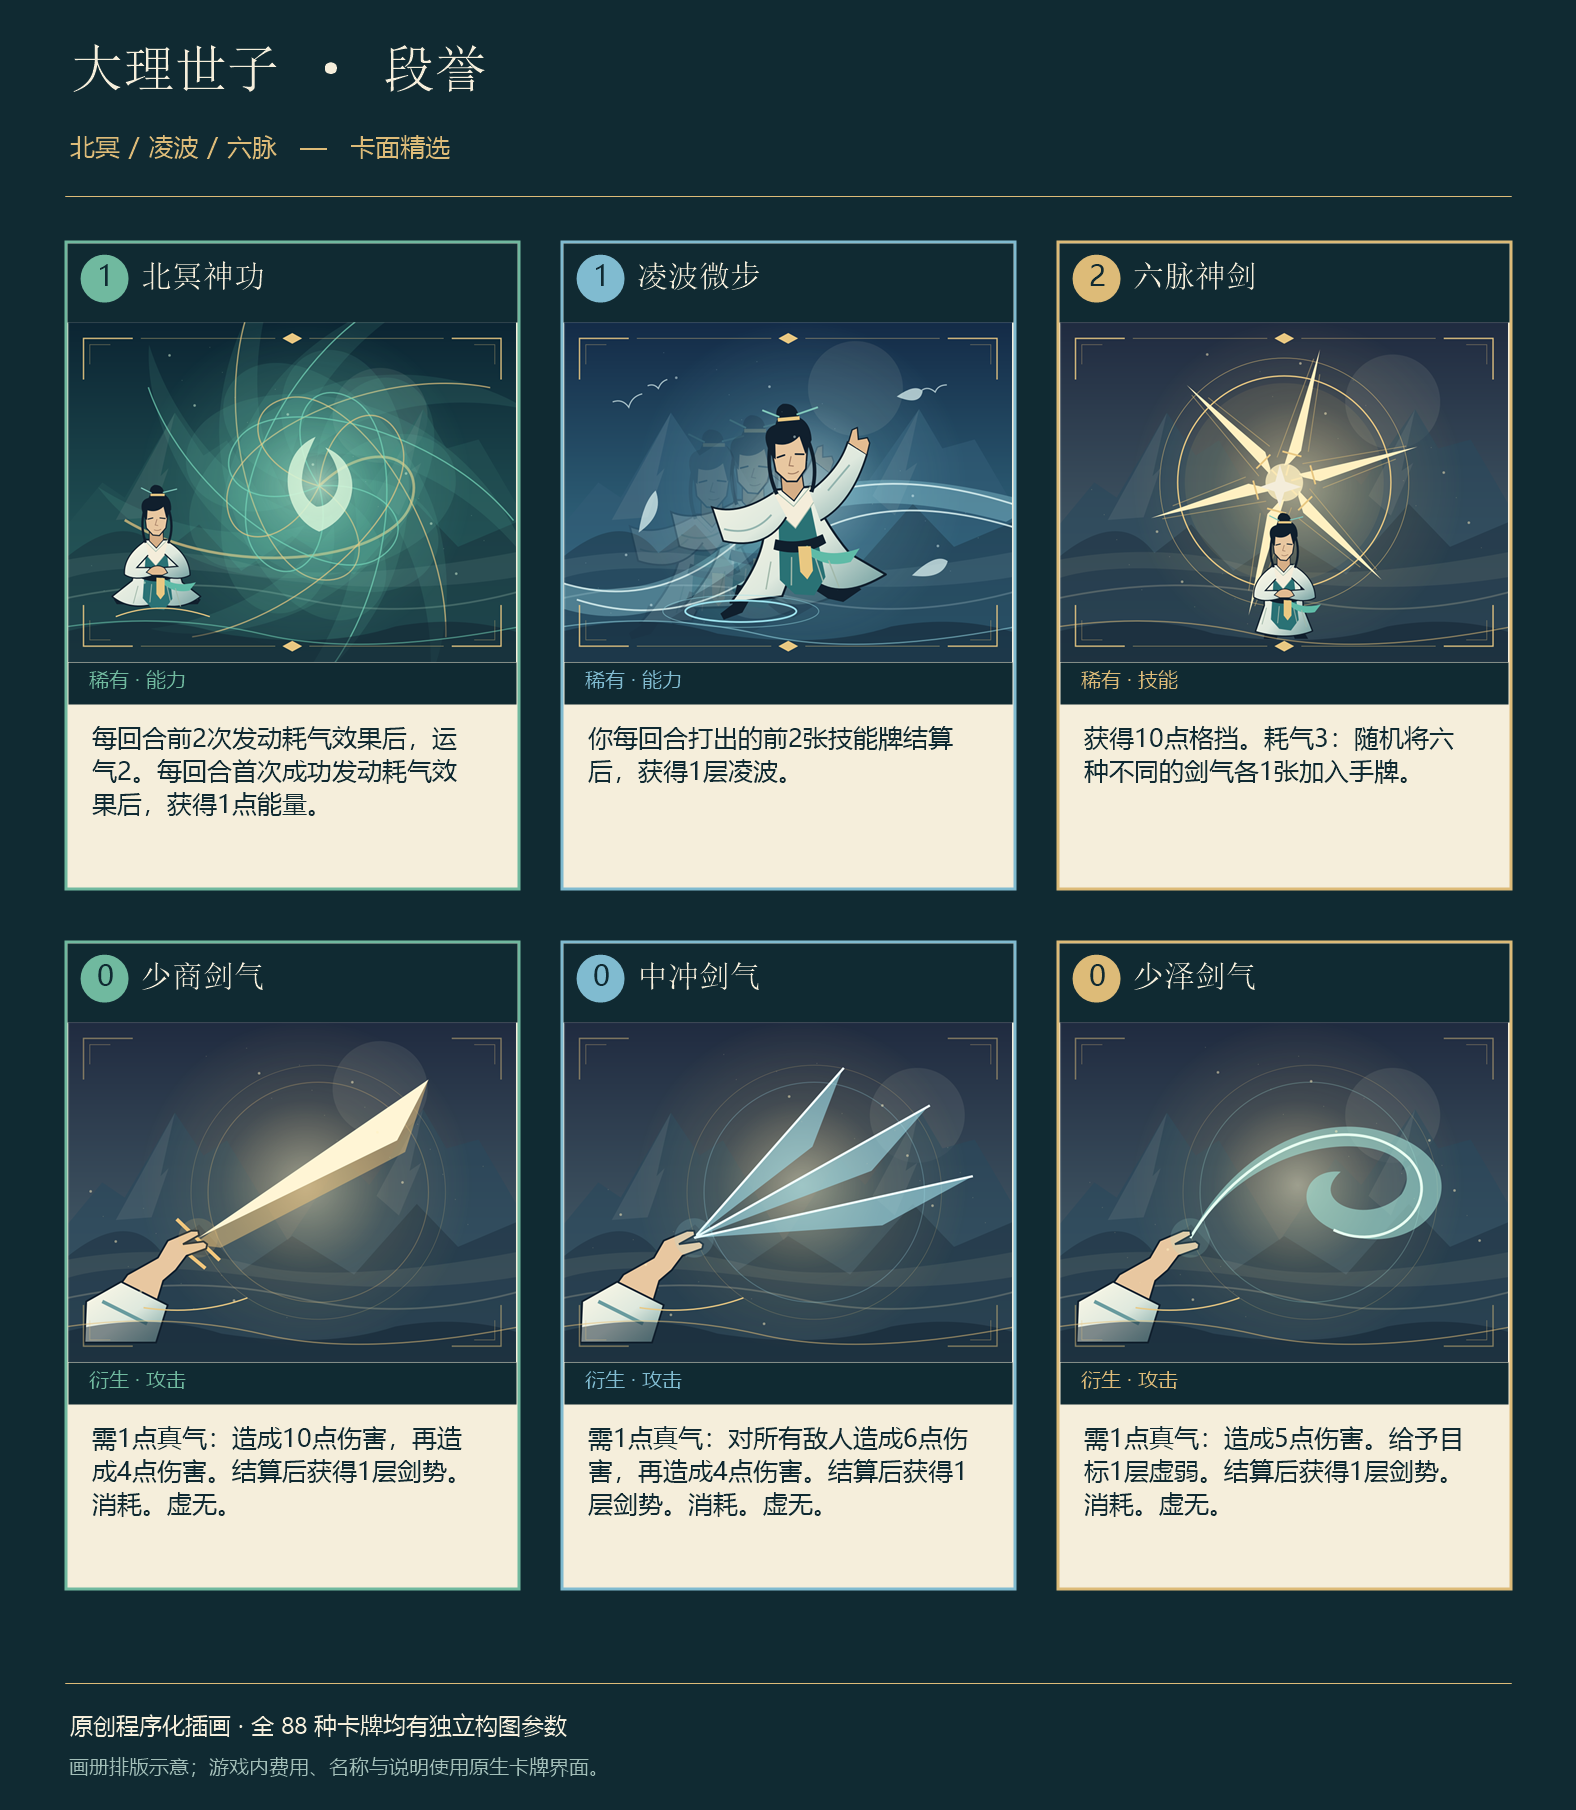 大理世子 · 段誉
北冥 / 凌波 / 六脉 — 卡面精选
1 北冥神功
稀有 · 能力
每回合前2次发动耗气效果后，运
气2。每回合首次成功发动耗气效
果后，获得1点能量。
1 凌波微步
稀有 · 能力
你每回合打出的前2张技能牌结算
后，获得1层凌波。
2 六脉神剑
稀有 · 技能
获得10点格挡。耗气3：随机将六
种不同的剑气各1张加入手牌。
0 少商剑气
衍生 · 攻击
需1点真气：造成10点伤害，再造
成4点伤害。结算后获得1层剑势。
消耗。虚无。
0 中冲剑气
衍生 · 攻击
需1点真气：对所有敌人造成6点伤
害，再造成4点伤害。结算后获得1
层剑势。消耗。虚无。
0 少泽剑气
衍生 · 攻击
需1点真气：造成5点伤害。给予目
标1层虚弱。结算后获得1层剑势。
消耗。虚无。
原创程序化插画 · 全 88 种卡牌均有独立构图参数
画册排版示意；游戏内费用、名称与说明使用原生卡牌界面。